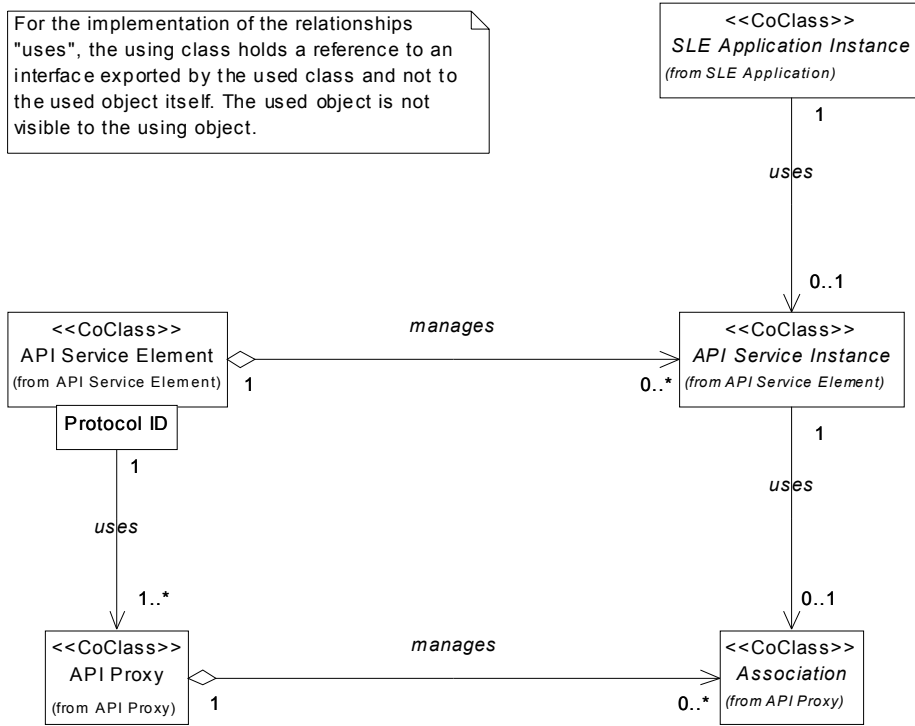 For the implementation of the relationships
"uses", the using class holds a reference to an
interface exported by the used class and not to
the used object itself. The used object is not
visible to the using object.
<<CoClass>>
SLE Application Instance
(from SLE Application)
1
uses
0..1
<<CoClass>>
API Service Element
(from API Service Element)
manages
1
0..*
<<CoClass>>
API Service Instance
(from API Service Element)
Protocol ID
1
uses
1..*
1
uses
0..1
<<CoClass>>
API Proxy
(from API Proxy)
manages
1
0..*
<<CoClass>>
Association
(from API Proxy)